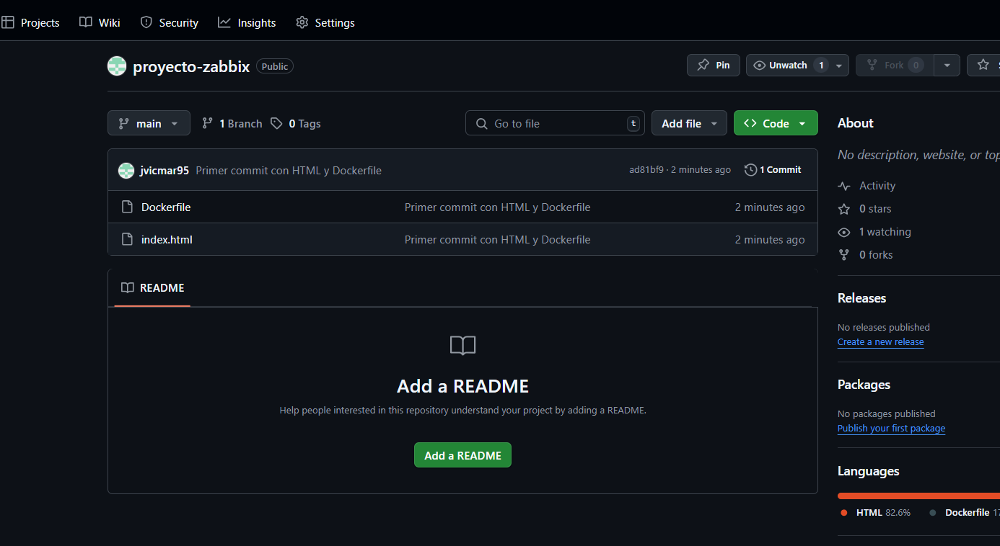 Projects Wiki Security Insights Settings
proyecto-zabbix Public Pin Unwatch 1 Fork 0
main 1 Branch 0 Tags Go to file t Add file Code
jvicmar95 Primer commit con HTML y Dockerfile ad81bf9 · 2 minutes ago 1 Commit
Dockerfile Primer commit con HTML y Dockerfile 2 minutes ago
index.html Primer commit con HTML y Dockerfile 2 minutes ago
README
Add a README
Help people interested in this repository understand your project by adding a README.
Add a README
About
No description, website, or top
Activity
0 stars
1 watching
0 forks
Releases
No releases published
Create a new release
Packages
No packages published
Publish your first package
Languages
HTML 82.6% Dockerfile 17